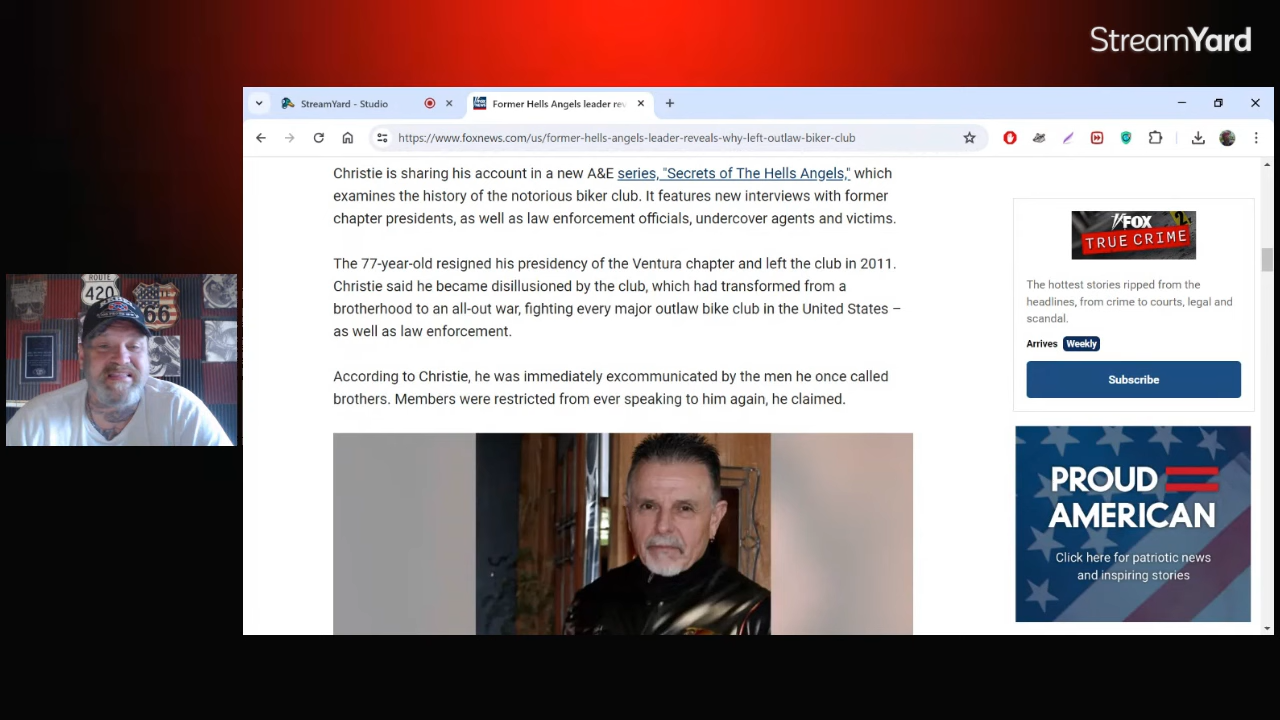 StreamYard
StreamYard - Studio
Former Hells Angels leader rev
https://www.foxnews.com/us/former-hells-angels-leader-reveals-why-left-outlaw-biker-club
Christie is sharing his account in a new A&E series, "Secrets of The Hells Angels," which
examines the history of the notorious biker club. It features new interviews with former
chapter presidents, as well as law enforcement officials, undercover agents and victims.
The 77-year-old resigned his presidency of the Ventura chapter and left the club in 2011.
Christie said he became disillusioned by the club, which had transformed from a
brotherhood to an all-out war, fighting every major outlaw bike club in the United States –
as well as law enforcement.
According to Christie, he was immediately excommunicated by the men he once called
brothers. Members were restricted from ever speaking to him again, he claimed.
FOX
TRUE CRIME
The hottest stories ripped from the
headlines, from crime to courts, legal and
scandal.
Arrives Weekly
Subscribe
PROUD
AMERICAN
Click here for patriotic news
and inspiring stories
ROUTE
420
66